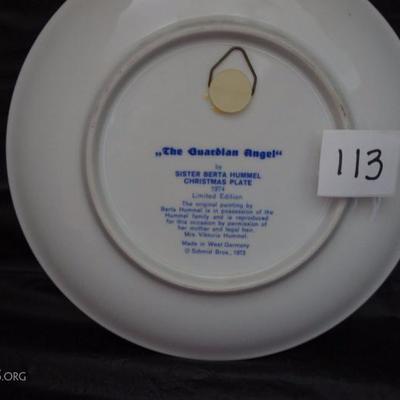 „The Guardian Angel“
by
SISTER BERTA HUMMEL
CHRISTMAS PLATE
1974
Limited Edition
The original painting by
Berta Hummel is in possession of the
Hummel family and is reproduced
for this occasion by permission of
her mother and legal heir,
Mrs. Viktoria Hummel.
Made in West Germany
© Schmid Bros., 1973
113
.ORG